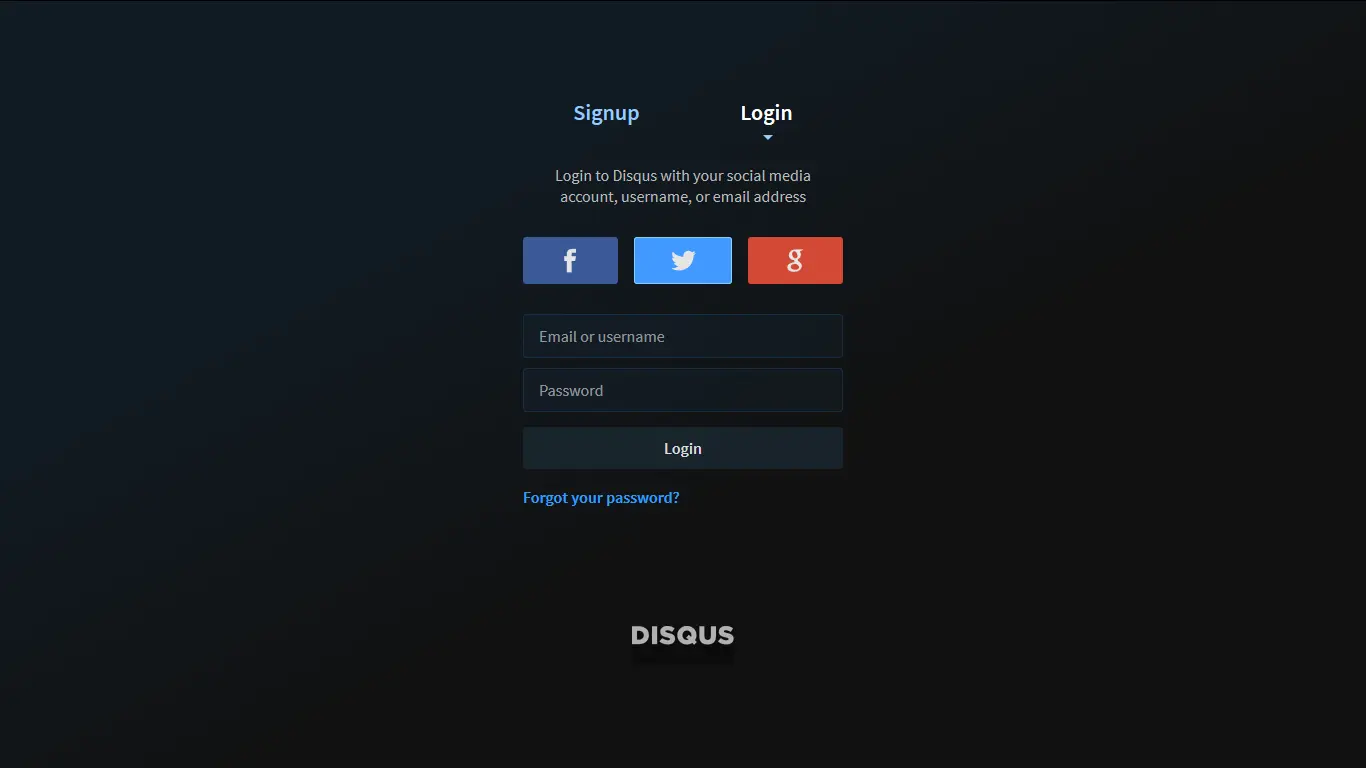 Signup
Login
Login to Disqus with your social media
account, username, or email address
f
g
Email or username
Password
Login
Forgot your password?
DISQUS